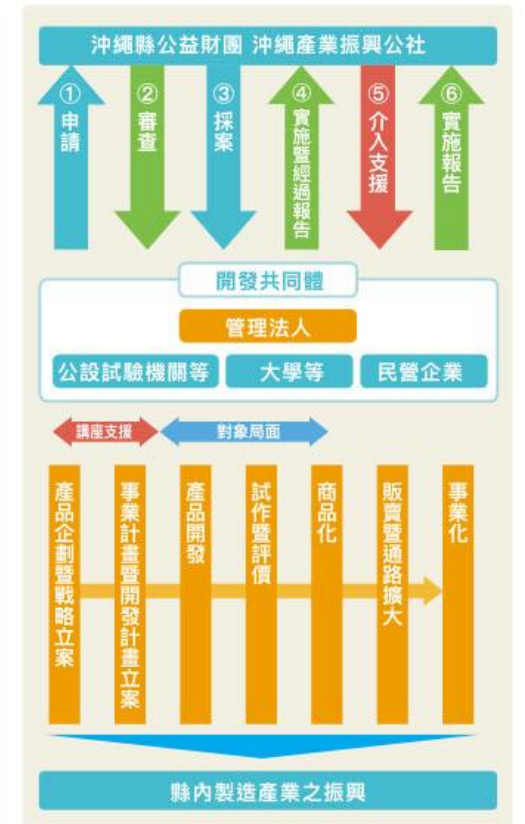 沖繩縣公益財團 沖繩產業振興公社
①申請
②審查
③採案
④實施暨經過報告
⑤介入支援
⑥實施報告
開發共同體
管理法人
公設試驗機關等
大學等
民營企業
講座支援
對象局面
產品企劃暨戰略立案
事業計畫暨開發計畫立案
產品開發
試作暨評價
商品化
販賣暨通路擴大
事業化
縣內製造產業之振興